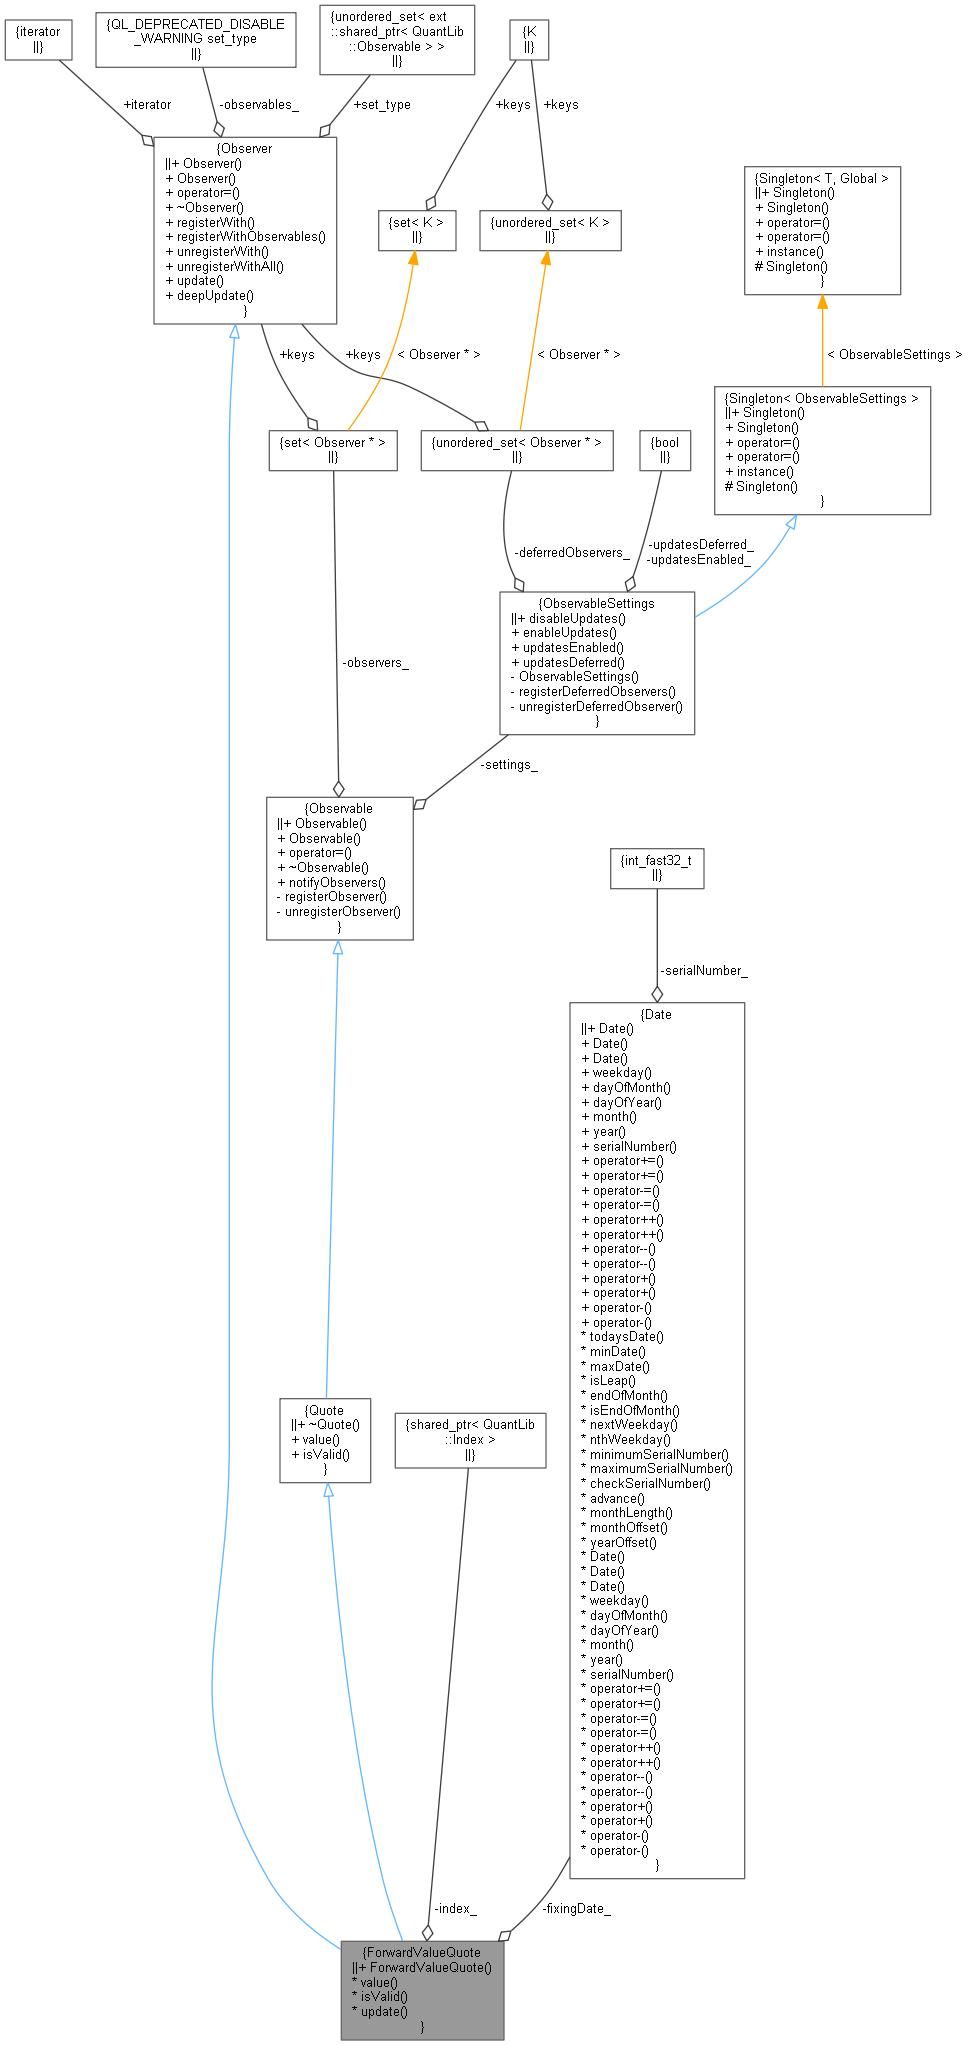 {iterator
||}
{QL_DEPRECATED_DISABLE
_WARNING set_type
||}
{unordered_set< ext
::shared_ptr< QuantLib
::Observable > >
||}
{K
||}
+iterator
-observables_
+set_type
+keys
+keys
{Observer
||+ Observer()
+ Observer()
+ operator=()
+ ~Observer()
+ registerWith()
+ registerWithObservables()
+ unregisterWith()
+ unregisterWithAll()
+ update()
+ deepUpdate()
}
{set< K >
||}
{unordered_set< K >
||}
{Singleton< T, Global >
||+ Singleton()
+ Singleton()
+ operator=()
+ operator=()
+ instance()
# Singleton()
}
+keys
+keys
< Observer * >
< Observer * >
< ObservableSettings >
{set< Observer * >
||}
{unordered_set< Observer * >
||}
{bool
||}
{Singleton< ObservableSettings >
||+ Singleton()
+ Singleton()
+ operator=()
+ operator=()
+ instance()
# Singleton()
}
-deferredObservers_
-updatesDeferred_
-updatesEnabled_
{ObservableSettings
||+ disableUpdates()
+ enableUpdates()
+ updatesEnabled()
+ updatesDeferred()
- ObservableSettings()
- registerDeferredObservers()
- unregisterDeferredObserver()
}
-observers_
-settings_
{Observable
||+ Observable()
+ Observable()
+ operator=()
+ ~Observable()
+ notifyObservers()
- registerObserver()
- unregisterObserver()
}
{int_fast32_t
||}
-serialNumber_
{Date
||+ Date()
+ Date()
+ Date()
+ weekday()
+ dayOfMonth()
+ dayOfYear()
+ month()
+ year()
+ serialNumber()
+ operator+=()
+ operator+=()
+ operator-=()
+ operator-=()
+ operator++()
+ operator++()
+ operator--()
+ operator--()
+ operator+()
+ operator+()
+ operator-()
+ operator-()
* todaysDate()
* minDate()
* maxDate()
* isLeap()
* endOfMonth()
* isEndOfMonth()
* nextWeekday()
* nthWeekday()
* minimumSerialNumber()
* maximumSerialNumber()
* checkSerialNumber()
* advance()
* monthLength()
* monthOffset()
* yearOffset()
* Date()
* Date()
* Date()
* weekday()
* dayOfMonth()
* dayOfYear()
* month()
* year()
* serialNumber()
* operator+=()
* operator+=()
* operator-=()
* operator-=()
* operator++()
* operator++()
* operator--()
* operator--()
* operator+()
* operator+()
* operator-()
* operator-()
}
{Quote
||+ ~Quote()
+ value()
+ isValid()
}
{shared_ptr< QuantLib
::Index >
||}
-index_
-fixingDate_
{ForwardValueQuote
||+ ForwardValueQuote()
* value()
* isValid()
* update()
}